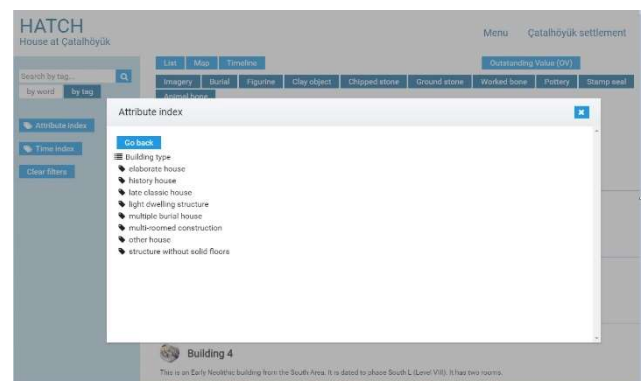 HATCH
House at Çatalhöyük
Menu Çatalhöyük settlement
List Map Timeline
Outstanding Value (OV)
Search by tag...
by word by tag
Imagery Burial Figurine Clay object Chipped stone Ground stone Worked bone Pottery Stamp seal
Animal bone
Attribute index
Time index
Clear filters
Attribute index
Go back
Building type
elaborate house
history house
late classic house
light dwelling structure
multiple burial house
multi-roomed construction
other house
structure without solid floors
Building 4
This is an Early Neolithic building from the South Area. It is dated to phase South L (Level VIII). It has two rooms.